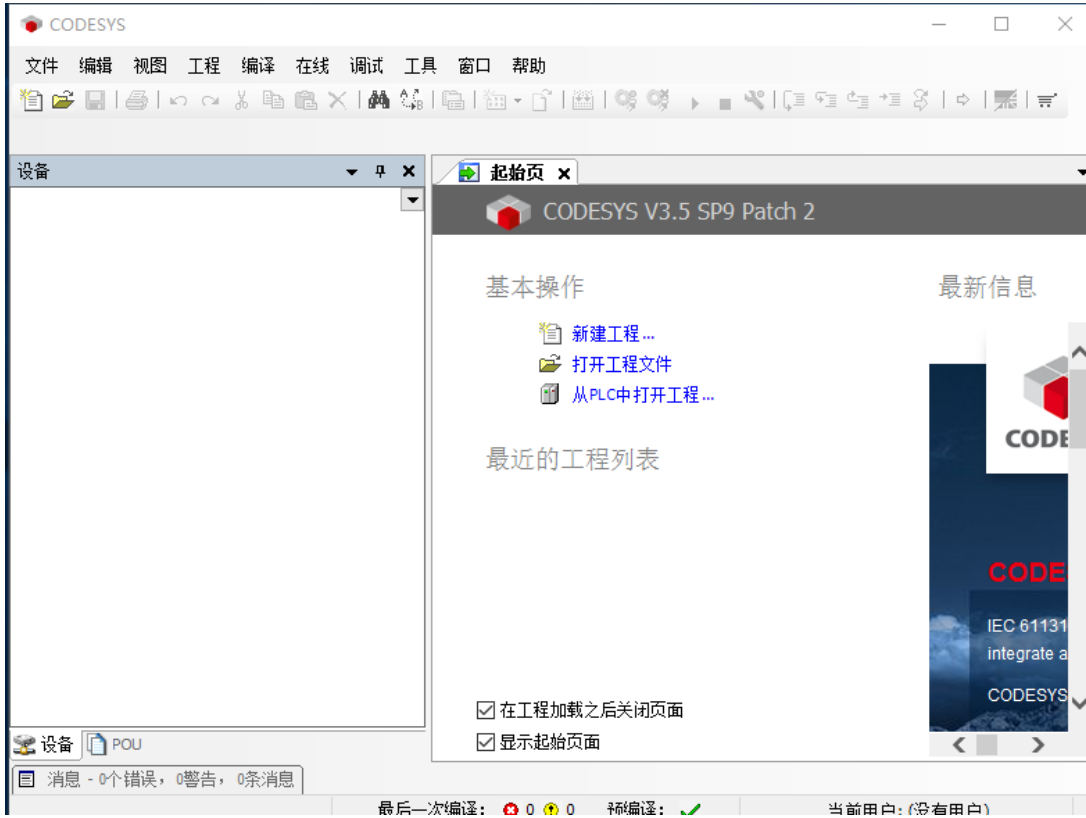 CODESYS
文件 编辑 视图 工程 编译 在线 调试 工具 窗口 帮助
设备
起始页
CODESYS V3.5 SP9 Patch 2
基本操作
最新信息
新建工程...
打开工程文件
从PLC中打开工程...
最近的工程列表
CODE
CODE
IEC 61131
integrate a
CODESYS
在工程加载之后关闭页面
显示起始页面
设备 POU
消息 - 0个错误，0警告，0条消息
最后一次编译： 0 0 预编译： 当前用户: (没有用户)